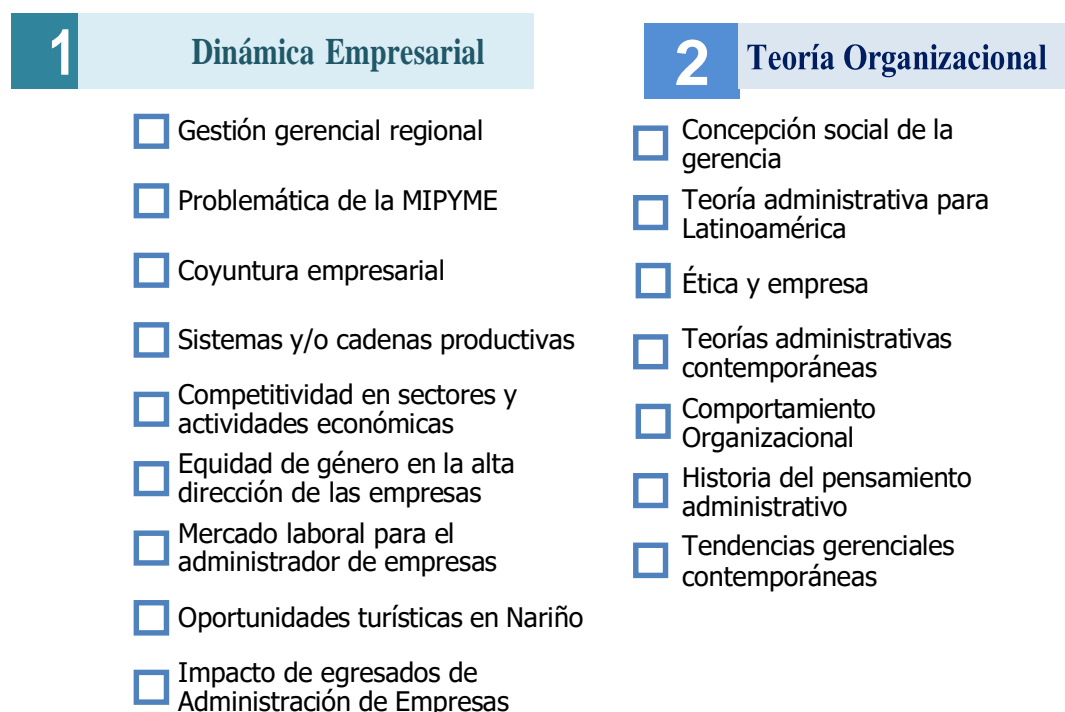 1
Dinámica Empresarial
Gestión gerencial regional
Problemática de la MIPYME
Coyuntura empresarial
Sistemas y/o cadenas productivas
Competitividad en sectores y
actividades económicas
Equidad de género en la alta
dirección de las empresas
Mercado laboral para el
administrador de empresas
Oportunidades turísticas en Nariño
Impacto de egresados de
Administración de Empresas
2
Teoría Organizacional
Concepción social de la
gerencia
Teoría administrativa para
Latinoamérica
Ética y empresa
Teorías administrativas
contemporáneas
Comportamiento
Organizacional
Historia del pensamiento
administrativo
Tendencias gerenciales
contemporáneas